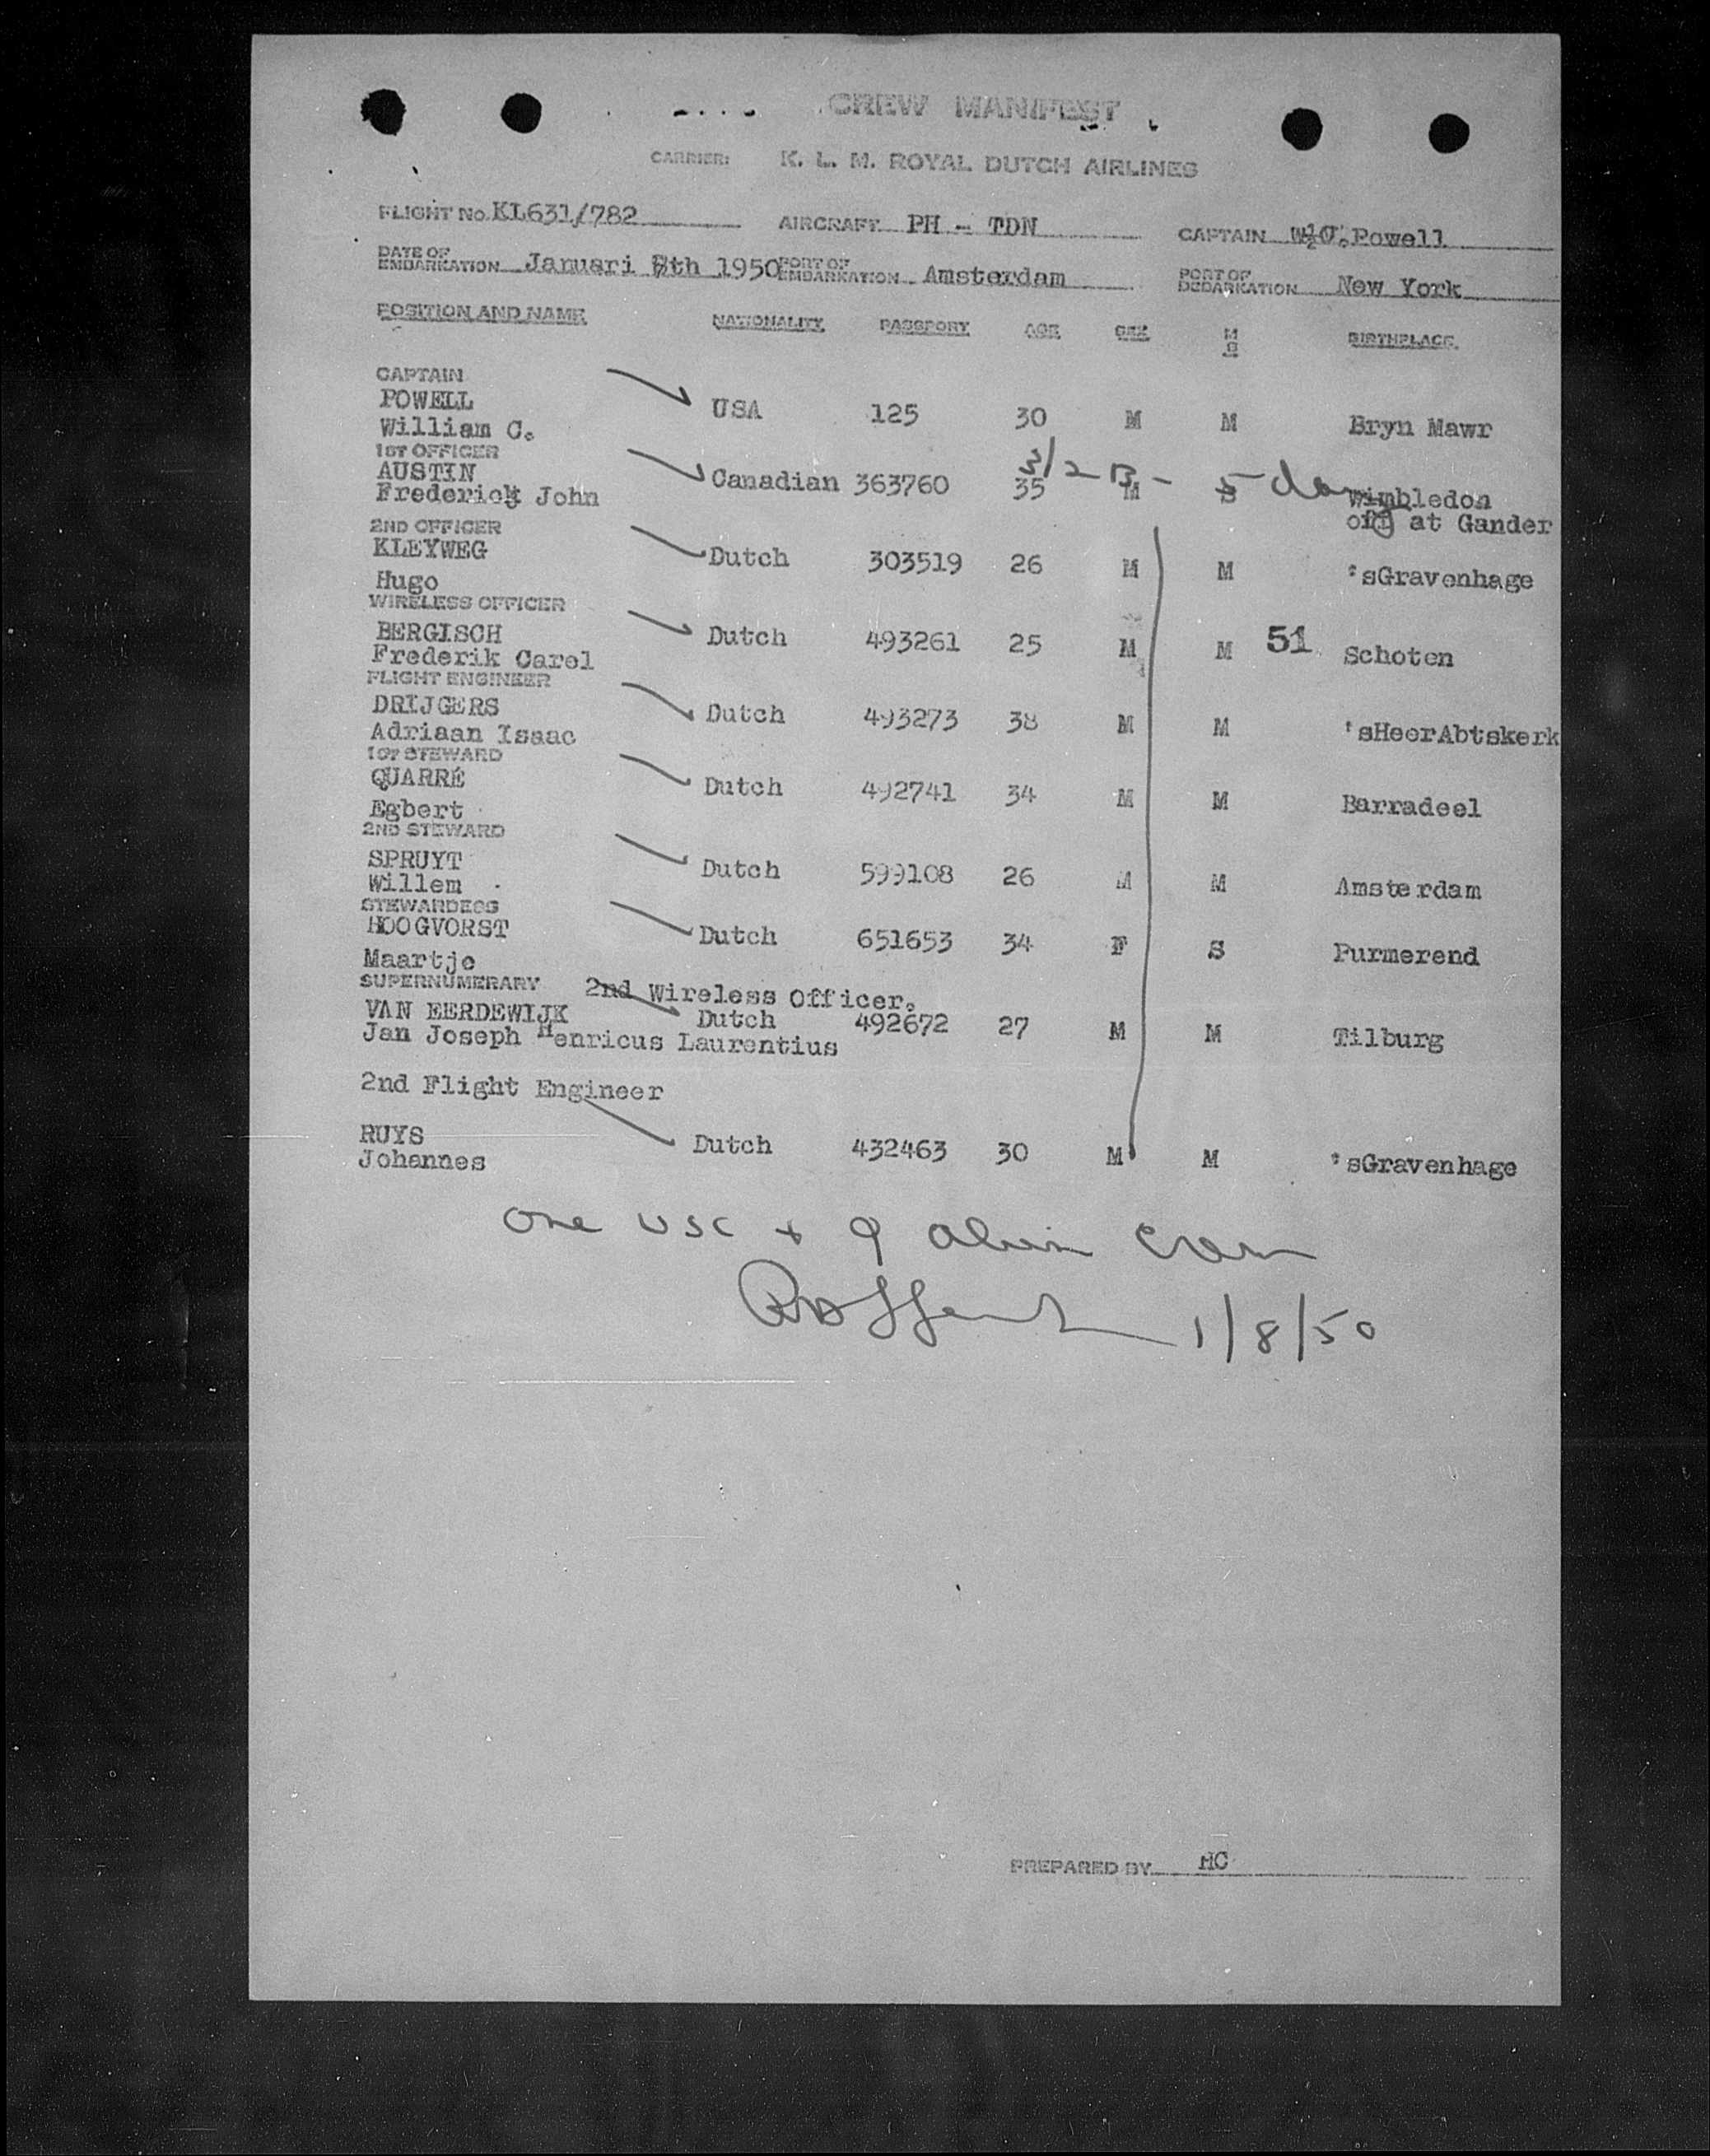 CREW MANIFEST
CARRIER: K. L. M. ROYAL DUTCH AIRLINES
FLIGHT No. KL631/782 AIRCRAFT PH - TDN CAPTAIN Powell
DATE OF EMBARKATION Januari 8th 1950 PORT OF EMBARKATION Amsterdam PORT OF DEBARKATION New York
POSITION AND NAME NATIONALITY PASSPORT AGE SEX M S BIRTHPLACE
CAPTAIN
POWELL USA 125 30 M M Bryn Mawr
William C.
1ST OFFICER 3/2 - B - 5 da
AUSTIN Canadian 363760 35 M S Wimbledon
Frederick John off at Gander
2ND OFFICER
KLEYWEG Dutch 303519 26 M M 'sGravenhage
Hugo
WIRELESS OFFICER
BERGISCH Dutch 493261 25 M M 51 Schoten
Frederik Carel
FLIGHT ENGINEER
DRIJGERS Dutch 493273 38 M M 'sHeerAbtskerk
Adriaan Isaac
1ST STEWARD
QUARRÉ Dutch 492741 34 M M Barradeel
Egbert
2ND STEWARD
SPRUYT Dutch 599108 26 M M Amsterdam
Willem
STEWARDESS
HOOGVORST Dutch 651653 34 F S Purmerend
Maartje
SUPERNUMERARY 2nd Wireless Officer.
VAN EERDEWIJK Dutch 492672 27 M M Tilburg
Jan Joseph Henricus Laurentius
2nd Flight Engineer
RUYS Dutch 432463 30 M M 'sGravenhage
Johannes
One USC + 9 alien crew
1/8/50
PREPARED BY HC